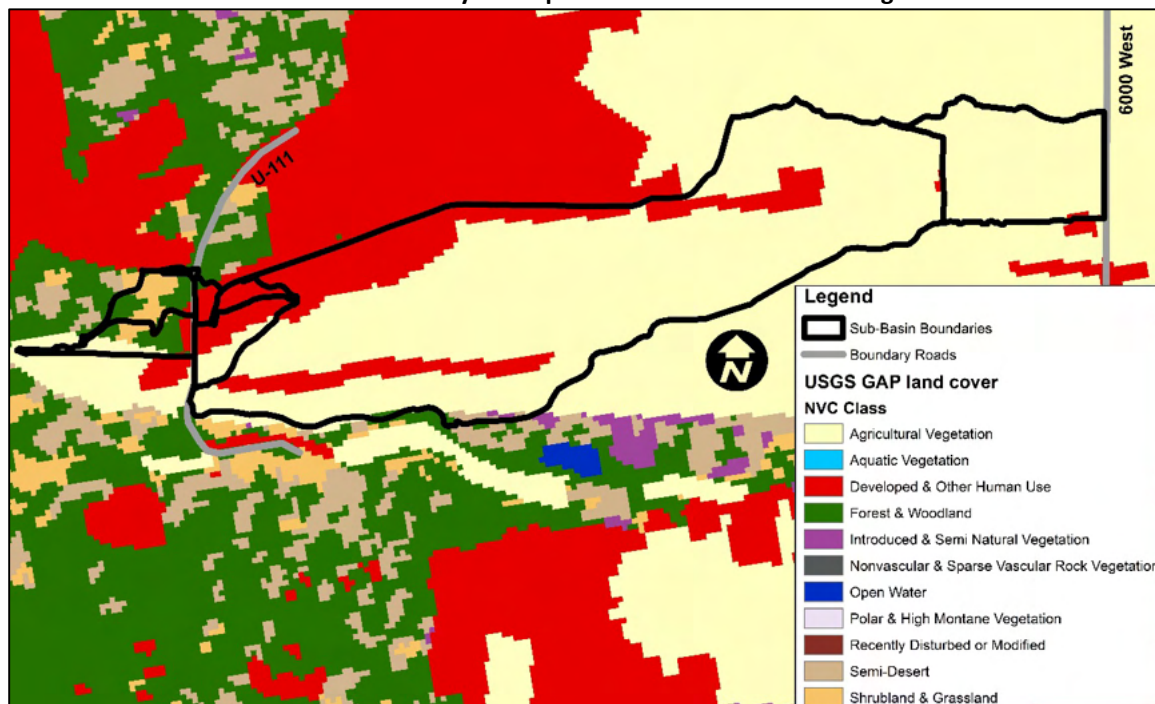 6000 West
U-111
N
Legend
Sub-Basin Boundaries
Boundary Roads
USGS GAP land cover
NVC Class
Agricultural Vegetation
Aquatic Vegetation
Developed & Other Human Use
Forest & Woodland
Introduced & Semi Natural Vegetation
Nonvascular & Sparse Vascular Rock Vegetation
Open Water
Polar & High Montane Vegetation
Recently Disturbed or Modified
Semi-Desert
Shrubland & Grassland